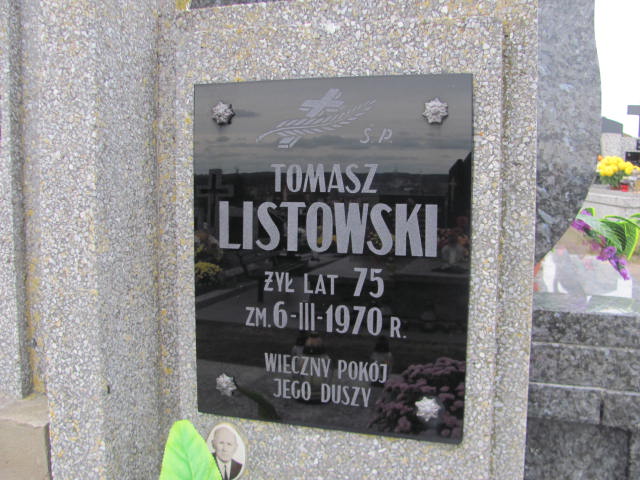 Ś.P.
TOMASZ
LISTOWSKI
ŻYŁ LAT 75
ZM. 6-III-1970 R.
WIECZNY POKÓJ
JEGO DUSZY